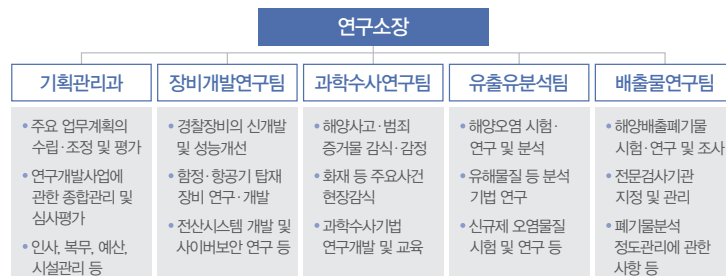 연구소장
기획관리과
• 주요 업무계획의
수립·조정 및 평가
• 연구개발사업에
관한 종합관리 및
심사평가
• 인사, 복무, 예산,
시설관리 등
장비개발연구팀
• 경찰장비의 신개발
및 성능개선
• 함정·항공기 탑재
장비 연구·개발
• 전산시스템 개발 및
사이버보안 연구 등
과학수사연구팀
• 해양사고·범죄
증거물 감식·감정
• 화재 등 주요사건
현장감식
• 과학수사기법
연구개발 및 교육
유출유분석팀
• 해양오염 시험·
연구 및 분석
• 유해물질 등 분석
기법 연구
• 신규제 오염물질
시험 및 연구 등
배출물연구팀
• 해양배출폐기물
시험·연구 및 조사
• 전문검사기관
지정 및 관리
• 폐기물분석
정도관리에 관한
사항 등